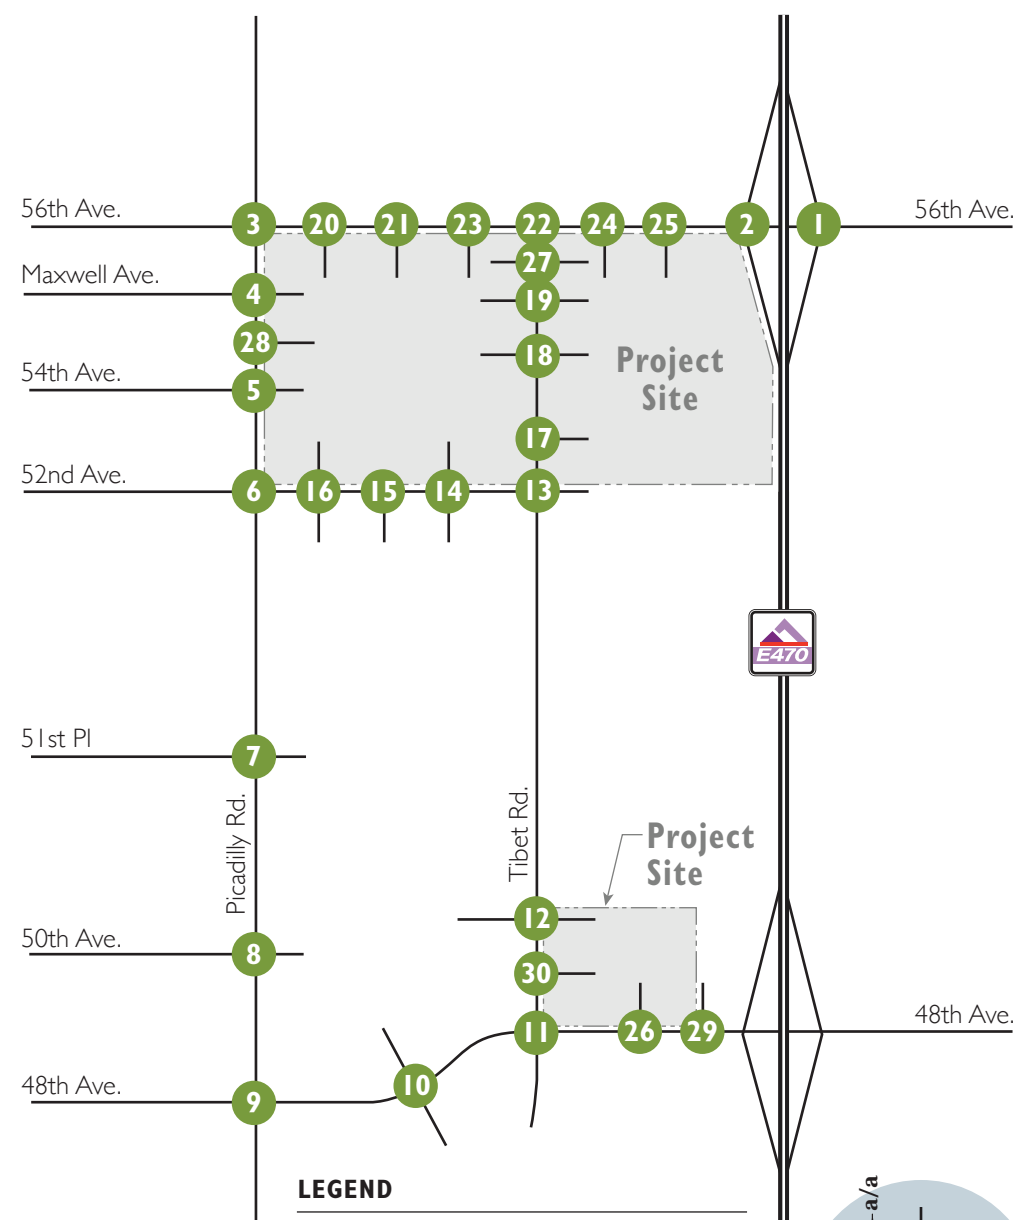 56th Ave.
3
20
21
23
22
24
25
2
1
56th Ave.
27
Maxwell Ave.
4
19
28
18
Project
Site
54th Ave.
5
17
52nd Ave.
6
16
15
14
13
E470
51st Pl
7
Picadilly Rd.
Tibet Rd.
Project
Site
12
50th Ave.
8
30
11
26
29
48th Ave.
48th Ave.
9
10
LEGEND
a/a